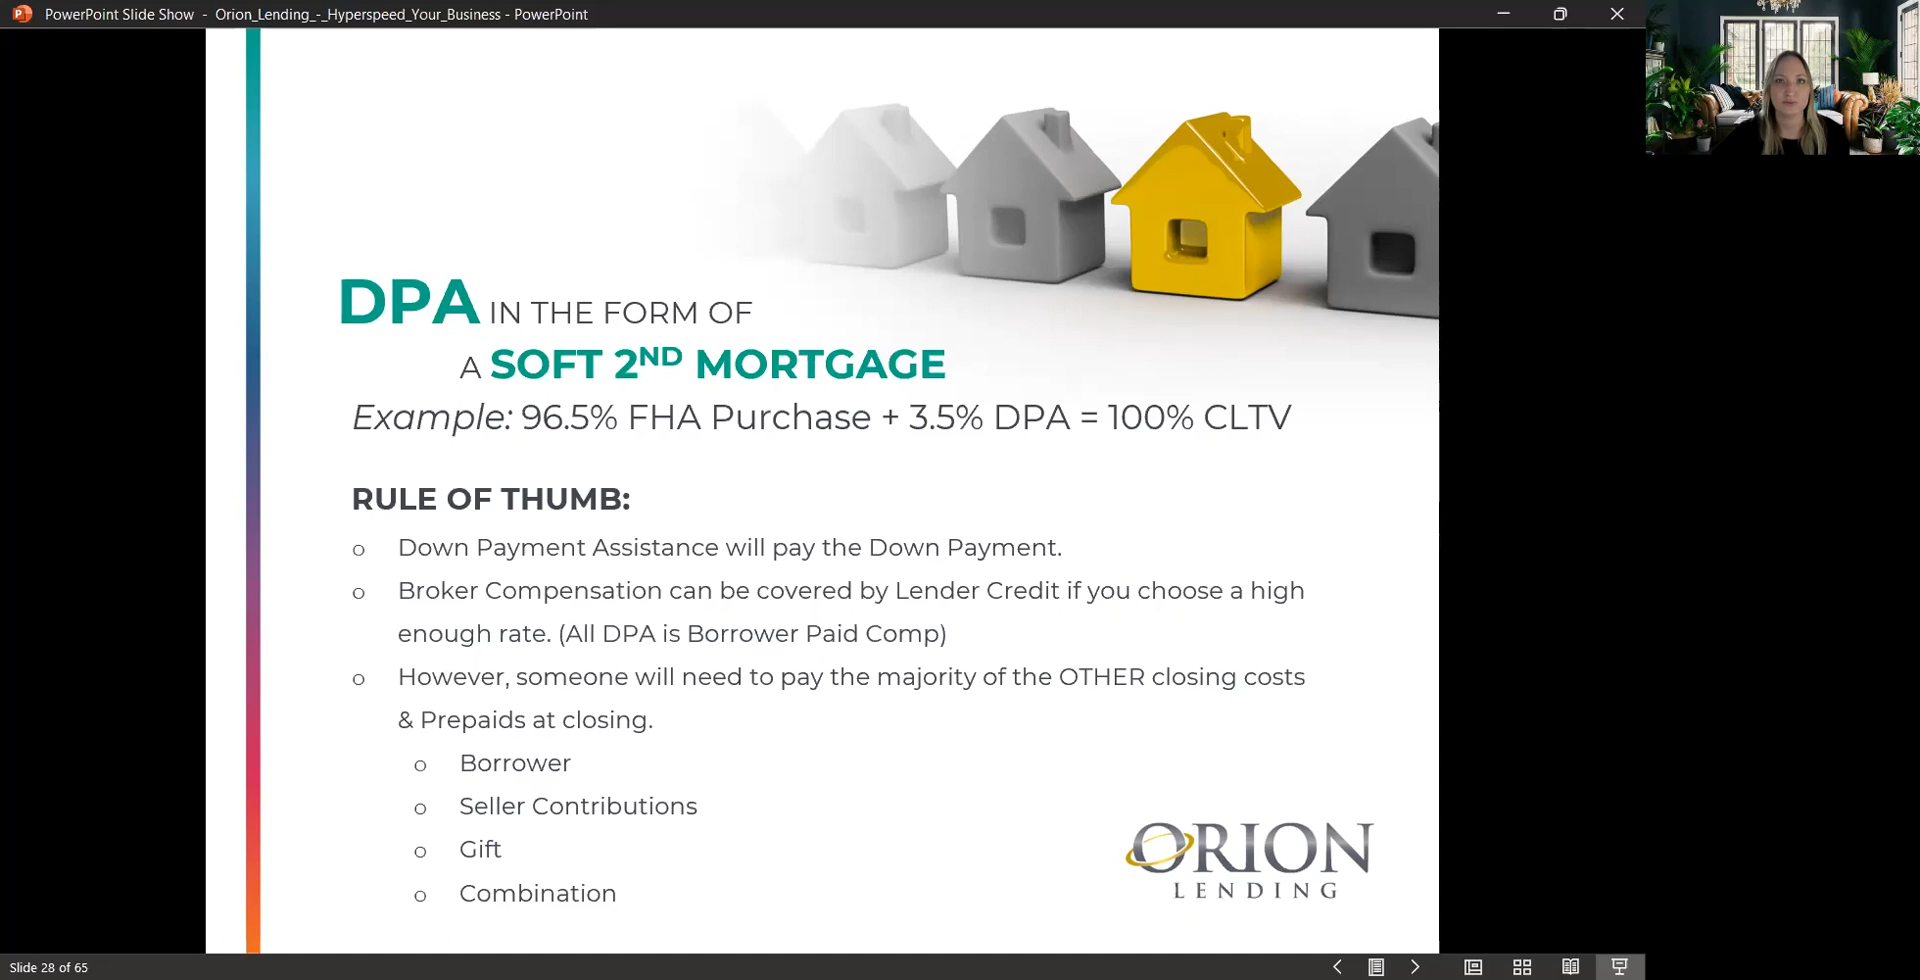 PowerPoint Slide Show - Orion_Lending_-_Hyperspeed_Your_Business - PowerPoint
DPA IN THE FORM OF
A SOFT 2ND MORTGAGE
Example: 96.5% FHA Purchase + 3.5% DPA = 100% CLTV
RULE OF THUMB:
o Down Payment Assistance will pay the Down Payment.
o Broker Compensation can be covered by Lender Credit if you choose a high
enough rate. (All DPA is Borrower Paid Comp)
o However, someone will need to pay the majority of the OTHER closing costs
& Prepaids at closing.
o Borrower
o Seller Contributions
o Gift
o Combination
ORION
LENDING
Slide 28 of 65